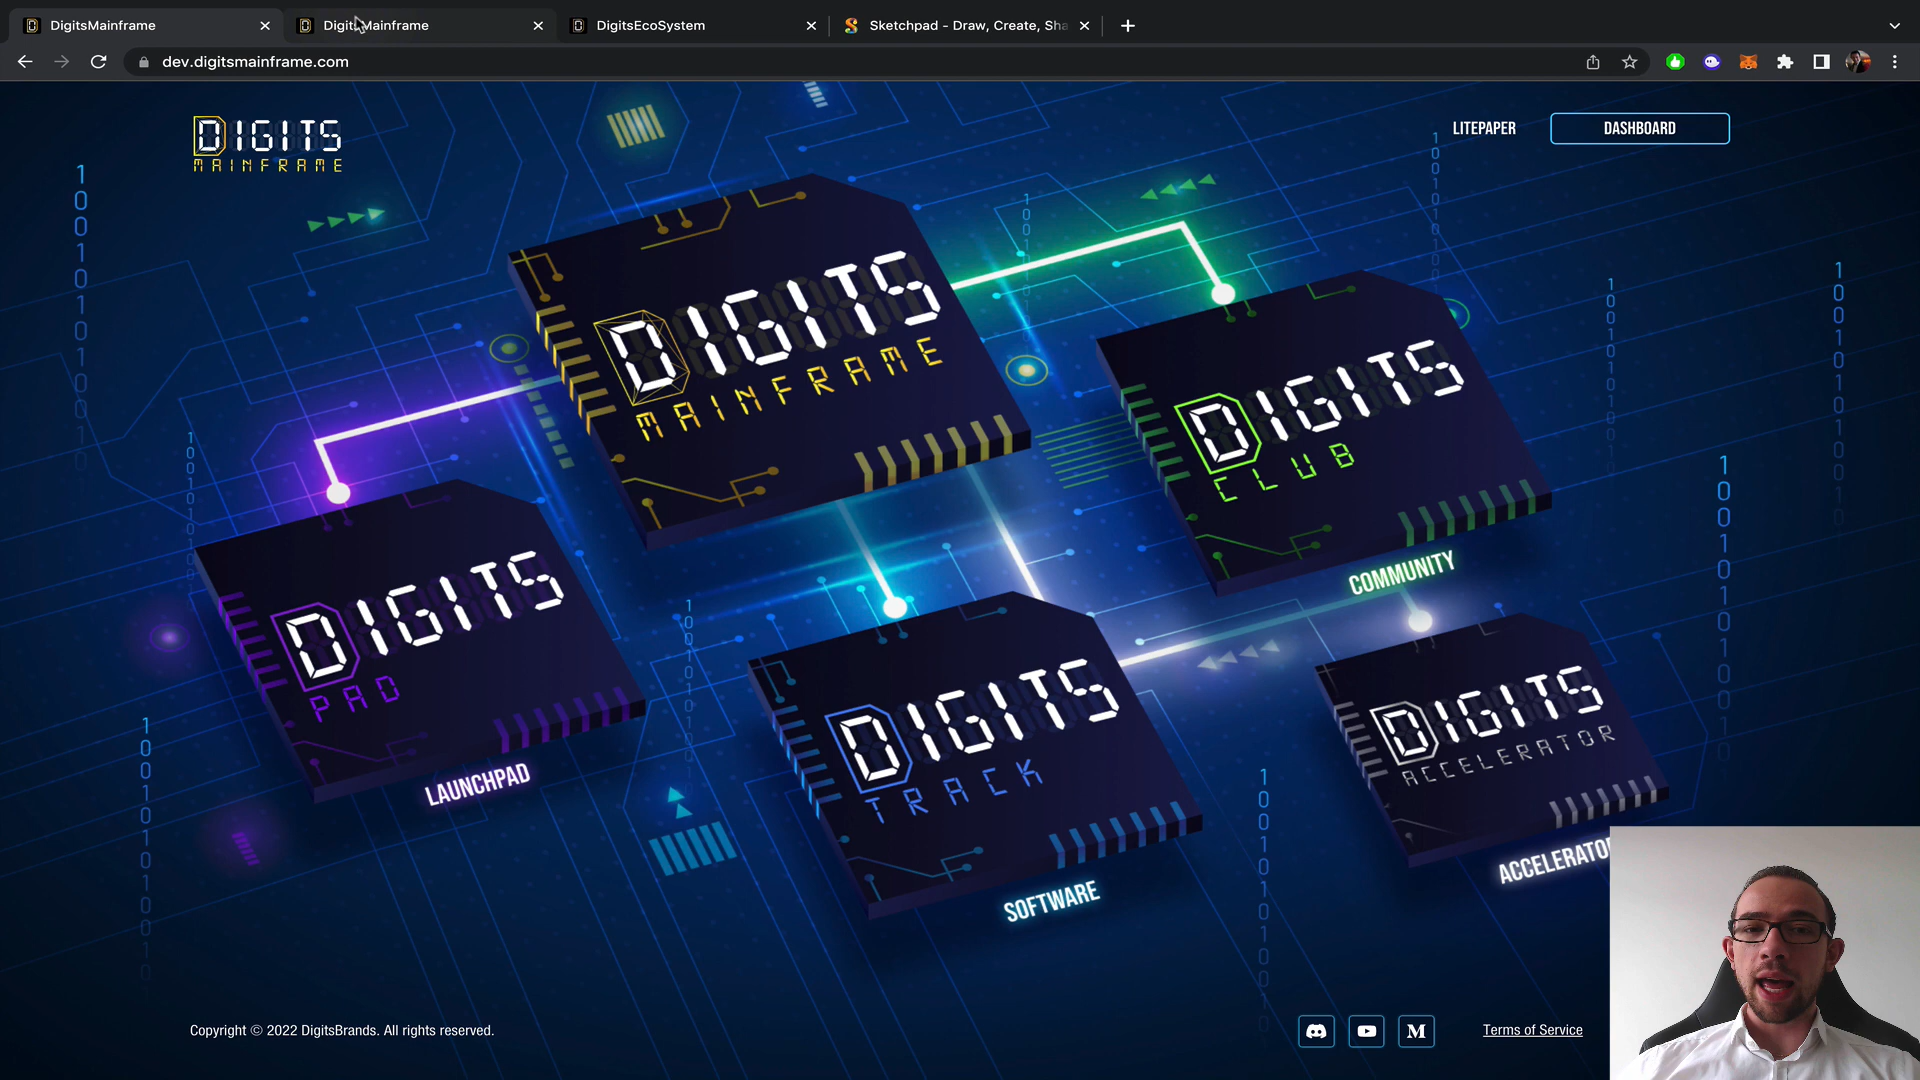 DigitsMainframe
DigitsMainframe
DigitsEcoSystem
Sketchpad - Draw, Create, Sha
dev.digitsmainframe.com
DIGITS
MAINFRAME
LITEPAPER
DASHBOARD
DIGITS
MAINFRAME
DIGITS
CLUB
COMMUNITY
DIGITS
PAD
LAUNCHPAD
DIGITS
TRACK
SOFTWARE
DIGITS
ACCELERATOR
ACCELERATO
Copyright © 2022 DigitsBrands. All rights reserved.
Terms of Service